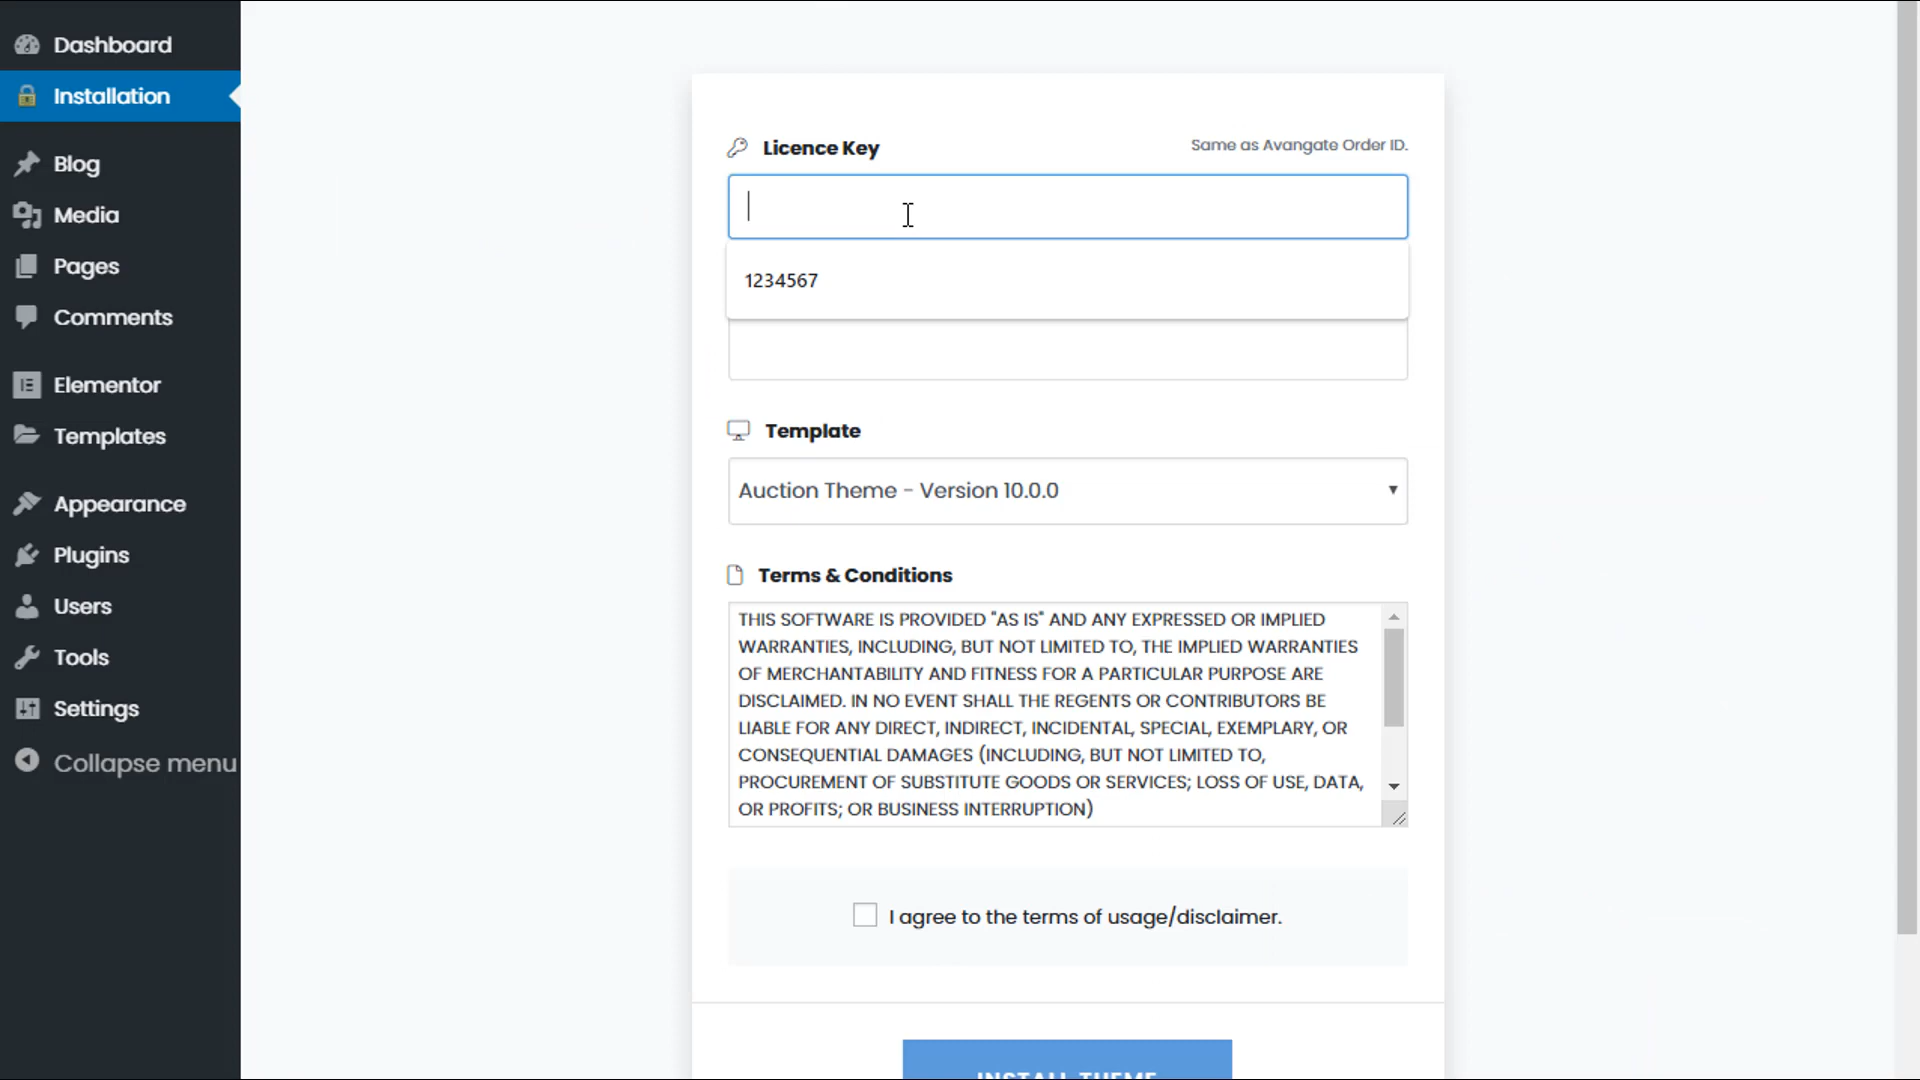 Dashboard
Installation
Blog
Media
Pages
Comments
Elementor
Templates
Appearance
Plugins
Users
Tools
Settings
Collapse menu
Licence Key
Same as Avangate Order ID.
1234567
Template
Auction Theme - Version 10.0.0
Terms & Conditions
THIS SOFTWARE IS PROVIDED "AS IS" AND ANY EXPRESSED OR IMPLIED
WARRANTIES, INCLUDING, BUT NOT LIMITED TO, THE IMPLIED WARRANTIES
OF MERCHANTABILITY AND FITNESS FOR A PARTICULAR PURPOSE ARE
DISCLAIMED. IN NO EVENT SHALL THE REGENTS OR CONTRIBUTORS BE
LIABLE FOR ANY DIRECT, INDIRECT, INCIDENTAL, SPECIAL, EXEMPLARY, OR
CONSEQUENTIAL DAMAGES (INCLUDING, BUT NOT LIMITED TO,
PROCUREMENT OF SUBSTITUTE GOODS OR SERVICES; LOSS OF USE, DATA,
OR PROFITS; OR BUSINESS INTERRUPTION)
I agree to the terms of usage/disclaimer.
INSTALL THEME